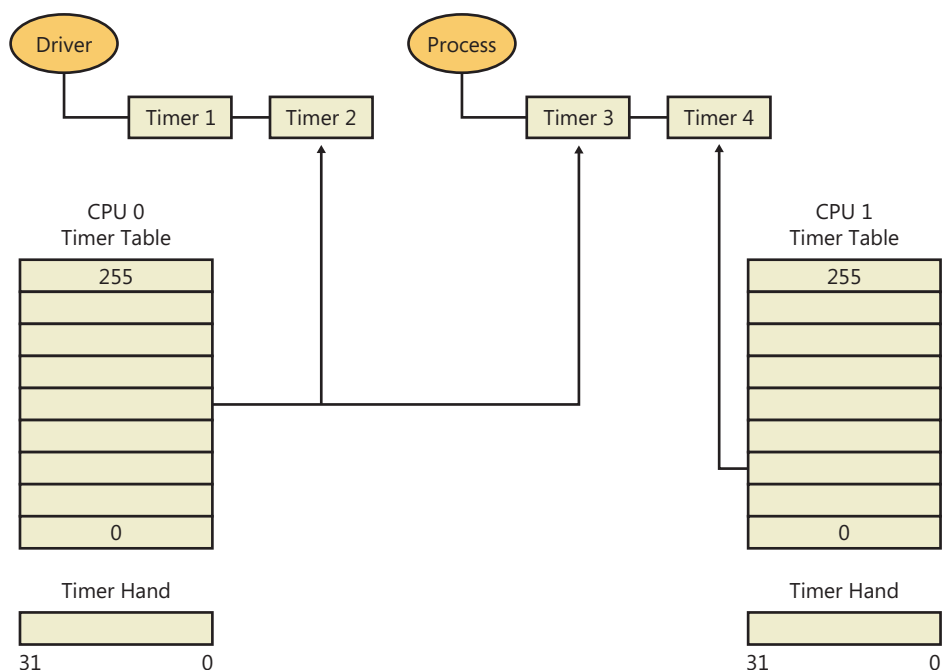 Driver
Process
Timer 1
Timer 2
Timer 3
Timer 4
CPU 0
Timer Table
CPU 1
Timer Table
255
255
0
0
Timer Hand
Timer Hand
31
0
31
0